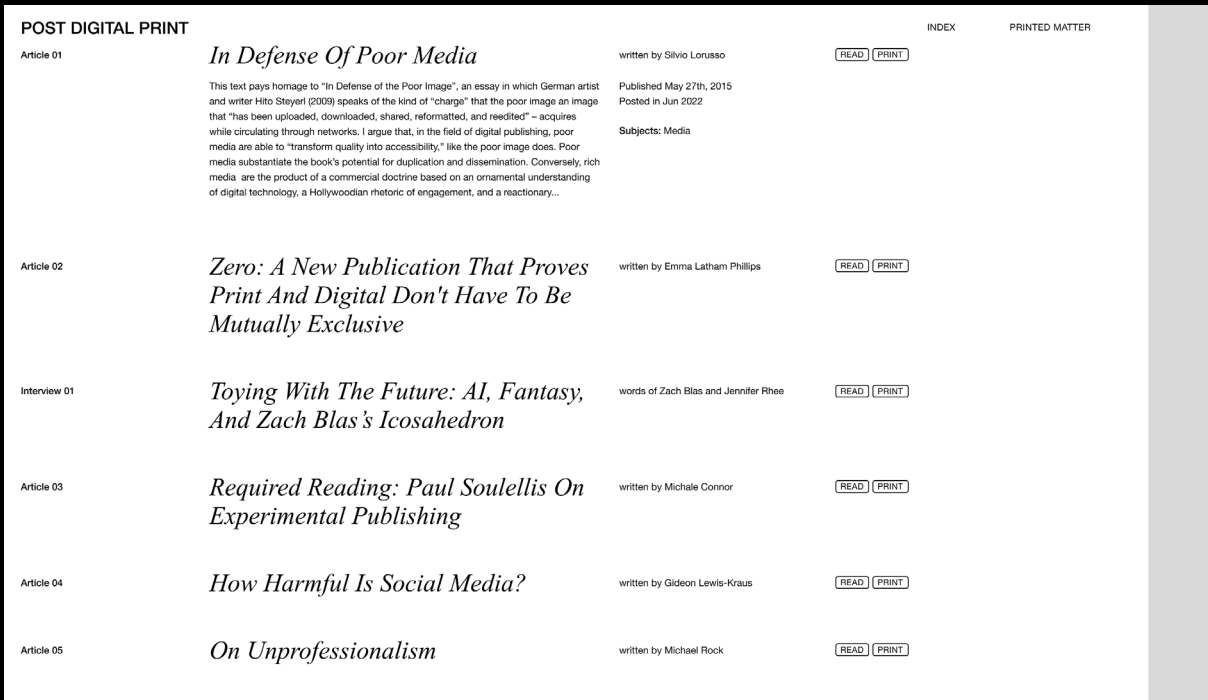 POST DIGITAL PRINT
INDEX
PRINTED MATTER
Article 01
In Defense Of Poor Media
written by Silvio Lorusso
READ
PRINT
This text pays homage to “In Defense of the Poor Image”, an essay in which German artist
and writer Hito Steyerl (2009) speaks of the kind of “charge” that the poor image an image
that “has been uploaded, downloaded, shared, reformatted, and reedited” – acquires
while circulating through networks. I argue that, in the field of digital publishing, poor
media are able to “transform quality into accessibility,” like the poor image does. Poor
media substantiate the book’s potential for duplication and dissemination. Conversely, rich
media are the product of a commercial doctrine based on an ornamental understanding
of digital technology, a Hollywoodian rhetoric of engagement, and a reactionary...
Published May 27th, 2015
Posted in Jun 2022
Subjects: Media
Article 02
Zero: A New Publication That Proves
Print And Digital Don't Have To Be
Mutually Exclusive
written by Emma Latham Phillips
READ
PRINT
Interview 01
Toying With The Future: AI, Fantasy,
And Zach Blas’s Icosahedron
words of Zach Blas and Jennifer Rhee
READ
PRINT
Article 03
Required Reading: Paul Soulellis On
Experimental Publishing
written by Michale Connor
READ
PRINT
Article 04
How Harmful Is Social Media?
written by Gideon Lewis-Kraus
READ
PRINT
Article 05
On Unprofessionalism
written by Michael Rock
READ
PRINT